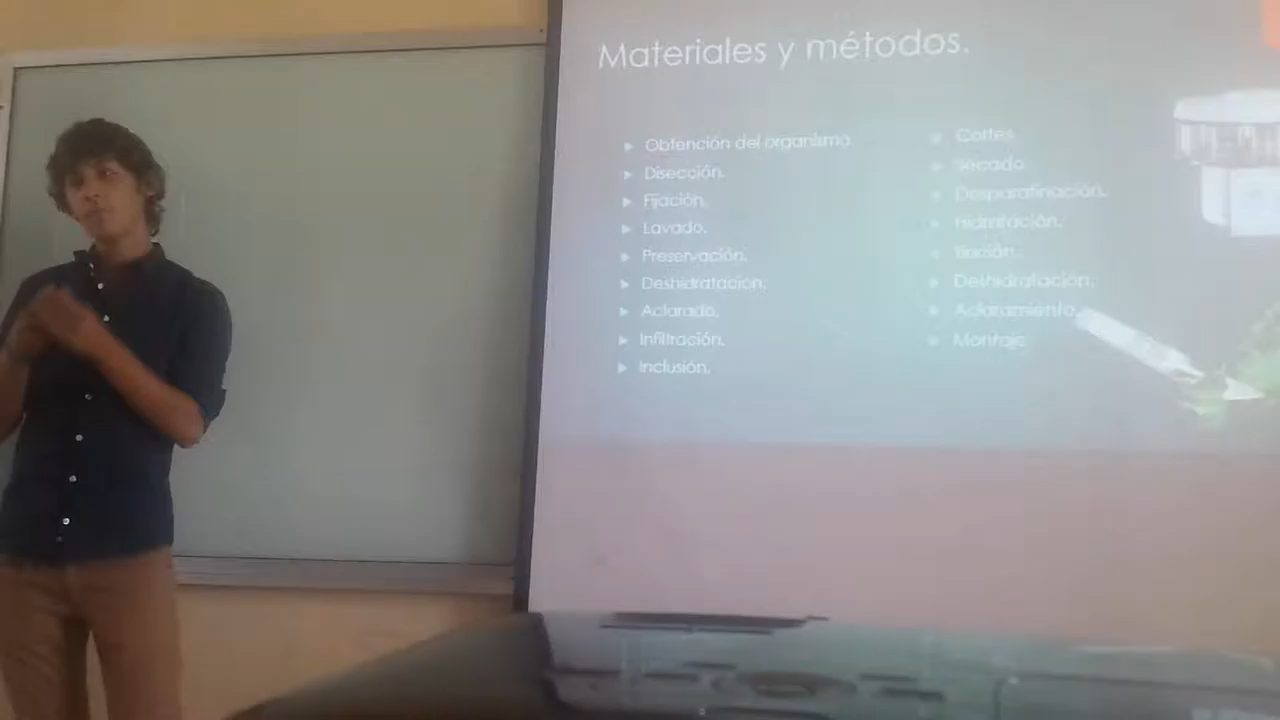 Materiales y métodos.
Obtención del organismo.
Disección.
Fijación.
Lavado.
Preservación.
Deshidratación.
Aclarado.
Infiltración.
Inclusión.
Cortes
Secado
Desparafinación.
Hidratación.
Tinción.
Deshidratación.
Aclaramiento.
Montaje